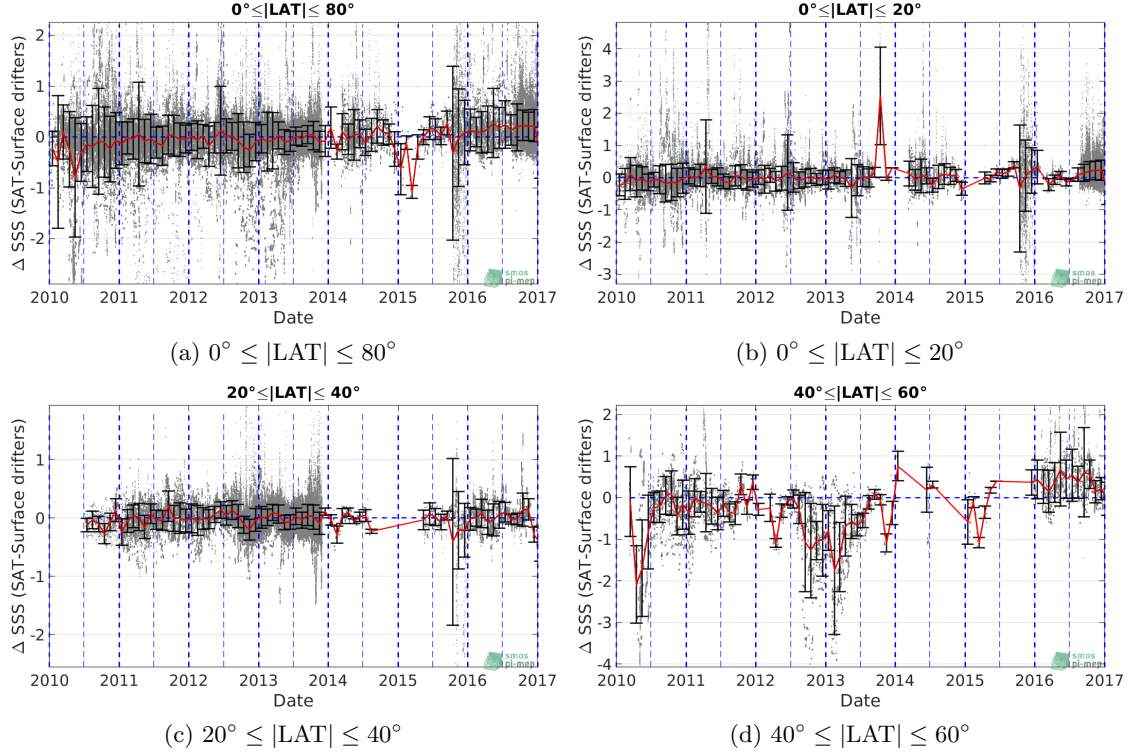 0°≤|LAT|≤ 80°
Δ SSS (SAT-Surface drifters)
2
1
0
-1
-2
smos
pi-mep
2010 2011 2012 2013 2014 2015 2016 2017
Date
(a) 0° ≤ |LAT| ≤ 80°
0°≤|LAT|≤ 20°
Δ SSS (SAT-Surface drifters)
4
3
2
1
0
-1
-2
-3
smos
pi-mep
2010 2011 2012 2013 2014 2015 2016 2017
Date
(b) 0° ≤ |LAT| ≤ 20°
20°≤|LAT|≤ 40°
Δ SSS (SAT-Surface drifters)
1
0
-1
-2
smos
pi-mep
2010 2011 2012 2013 2014 2015 2016 2017
Date
(c) 20° ≤ |LAT| ≤ 40°
40°≤|LAT|≤ 60°
Δ SSS (SAT-Surface drifters)
2
1
0
-1
-2
-3
-4
smos
pi-mep
2010 2011 2012 2013 2014 2015 2016 2017
Date
(d) 40° ≤ |LAT| ≤ 60°